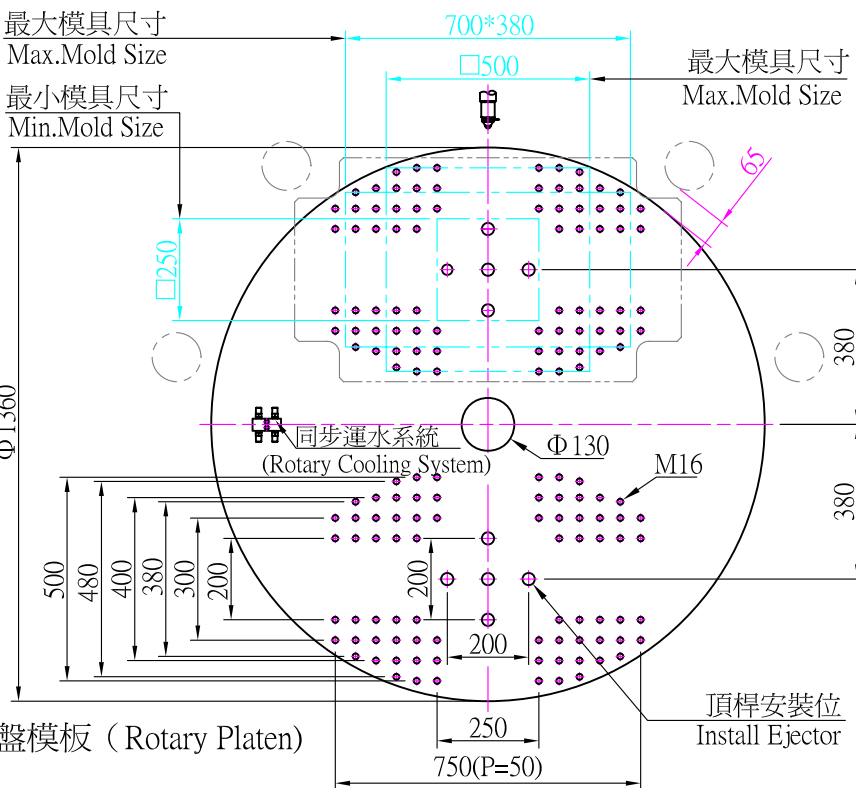 最大模具尺寸
Max.Mold Size
700*380
□500
最大模具尺寸
Max.Mold Size
最小模具尺寸
Min.Mold Size
65
□250
380
Φ1360
同步運水系統
(Rotary Cooling System)
Φ130
M16
380
500
480
400
380
300
200
200
200
250
750(P=50)
頂桿安裝位
Install Ejector
盤模板（Rotary Platen)